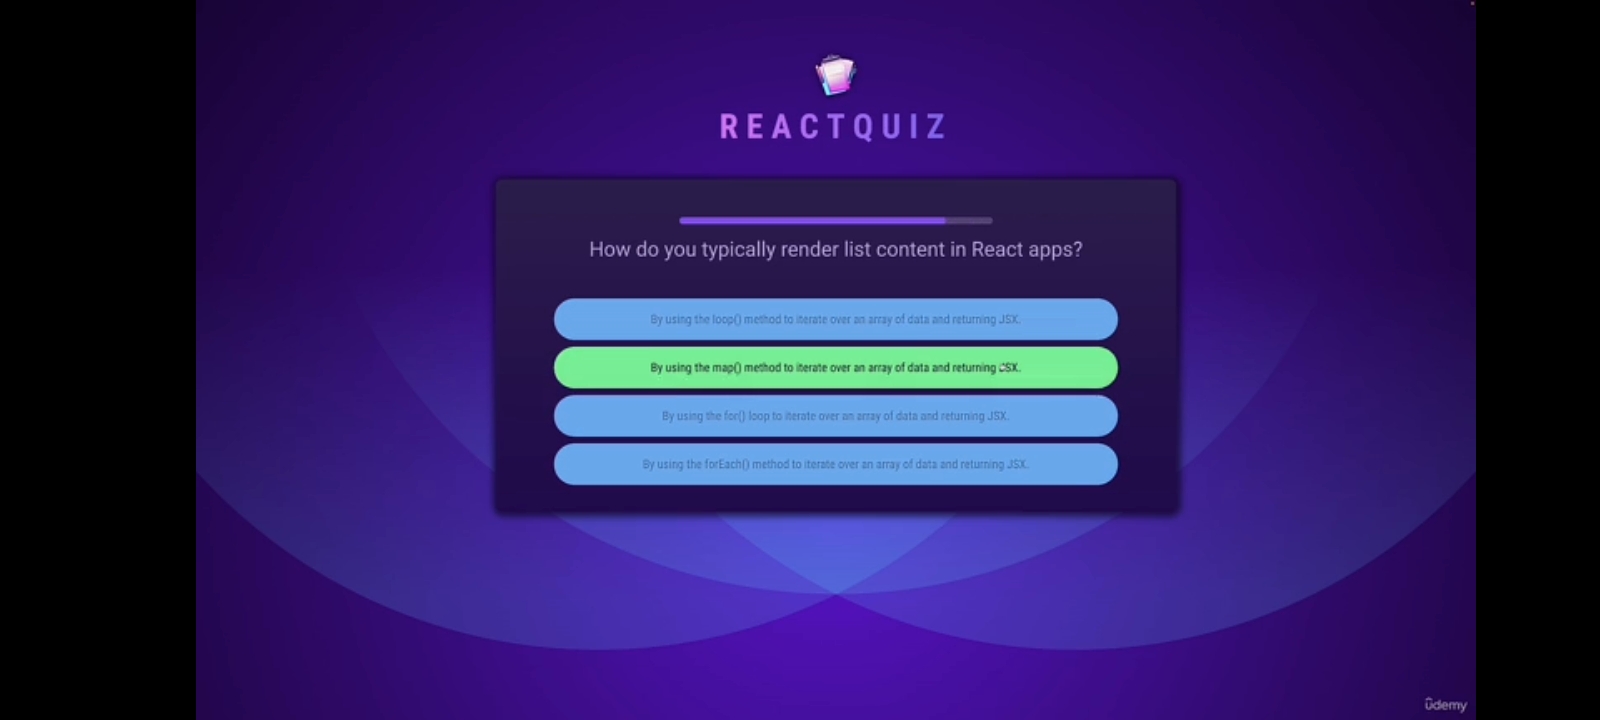 REACTQUIZ
How do you typically render list content in React apps?
By using the loop() method to iterate over an array of data and returning JSX.
By using the map() method to iterate over an array of data and returning JSX.
By using the for() loop to iterate over an array of data and returning JSX.
By using the forEach() method to iterate over an array of data and returning JSX.
ûdemy